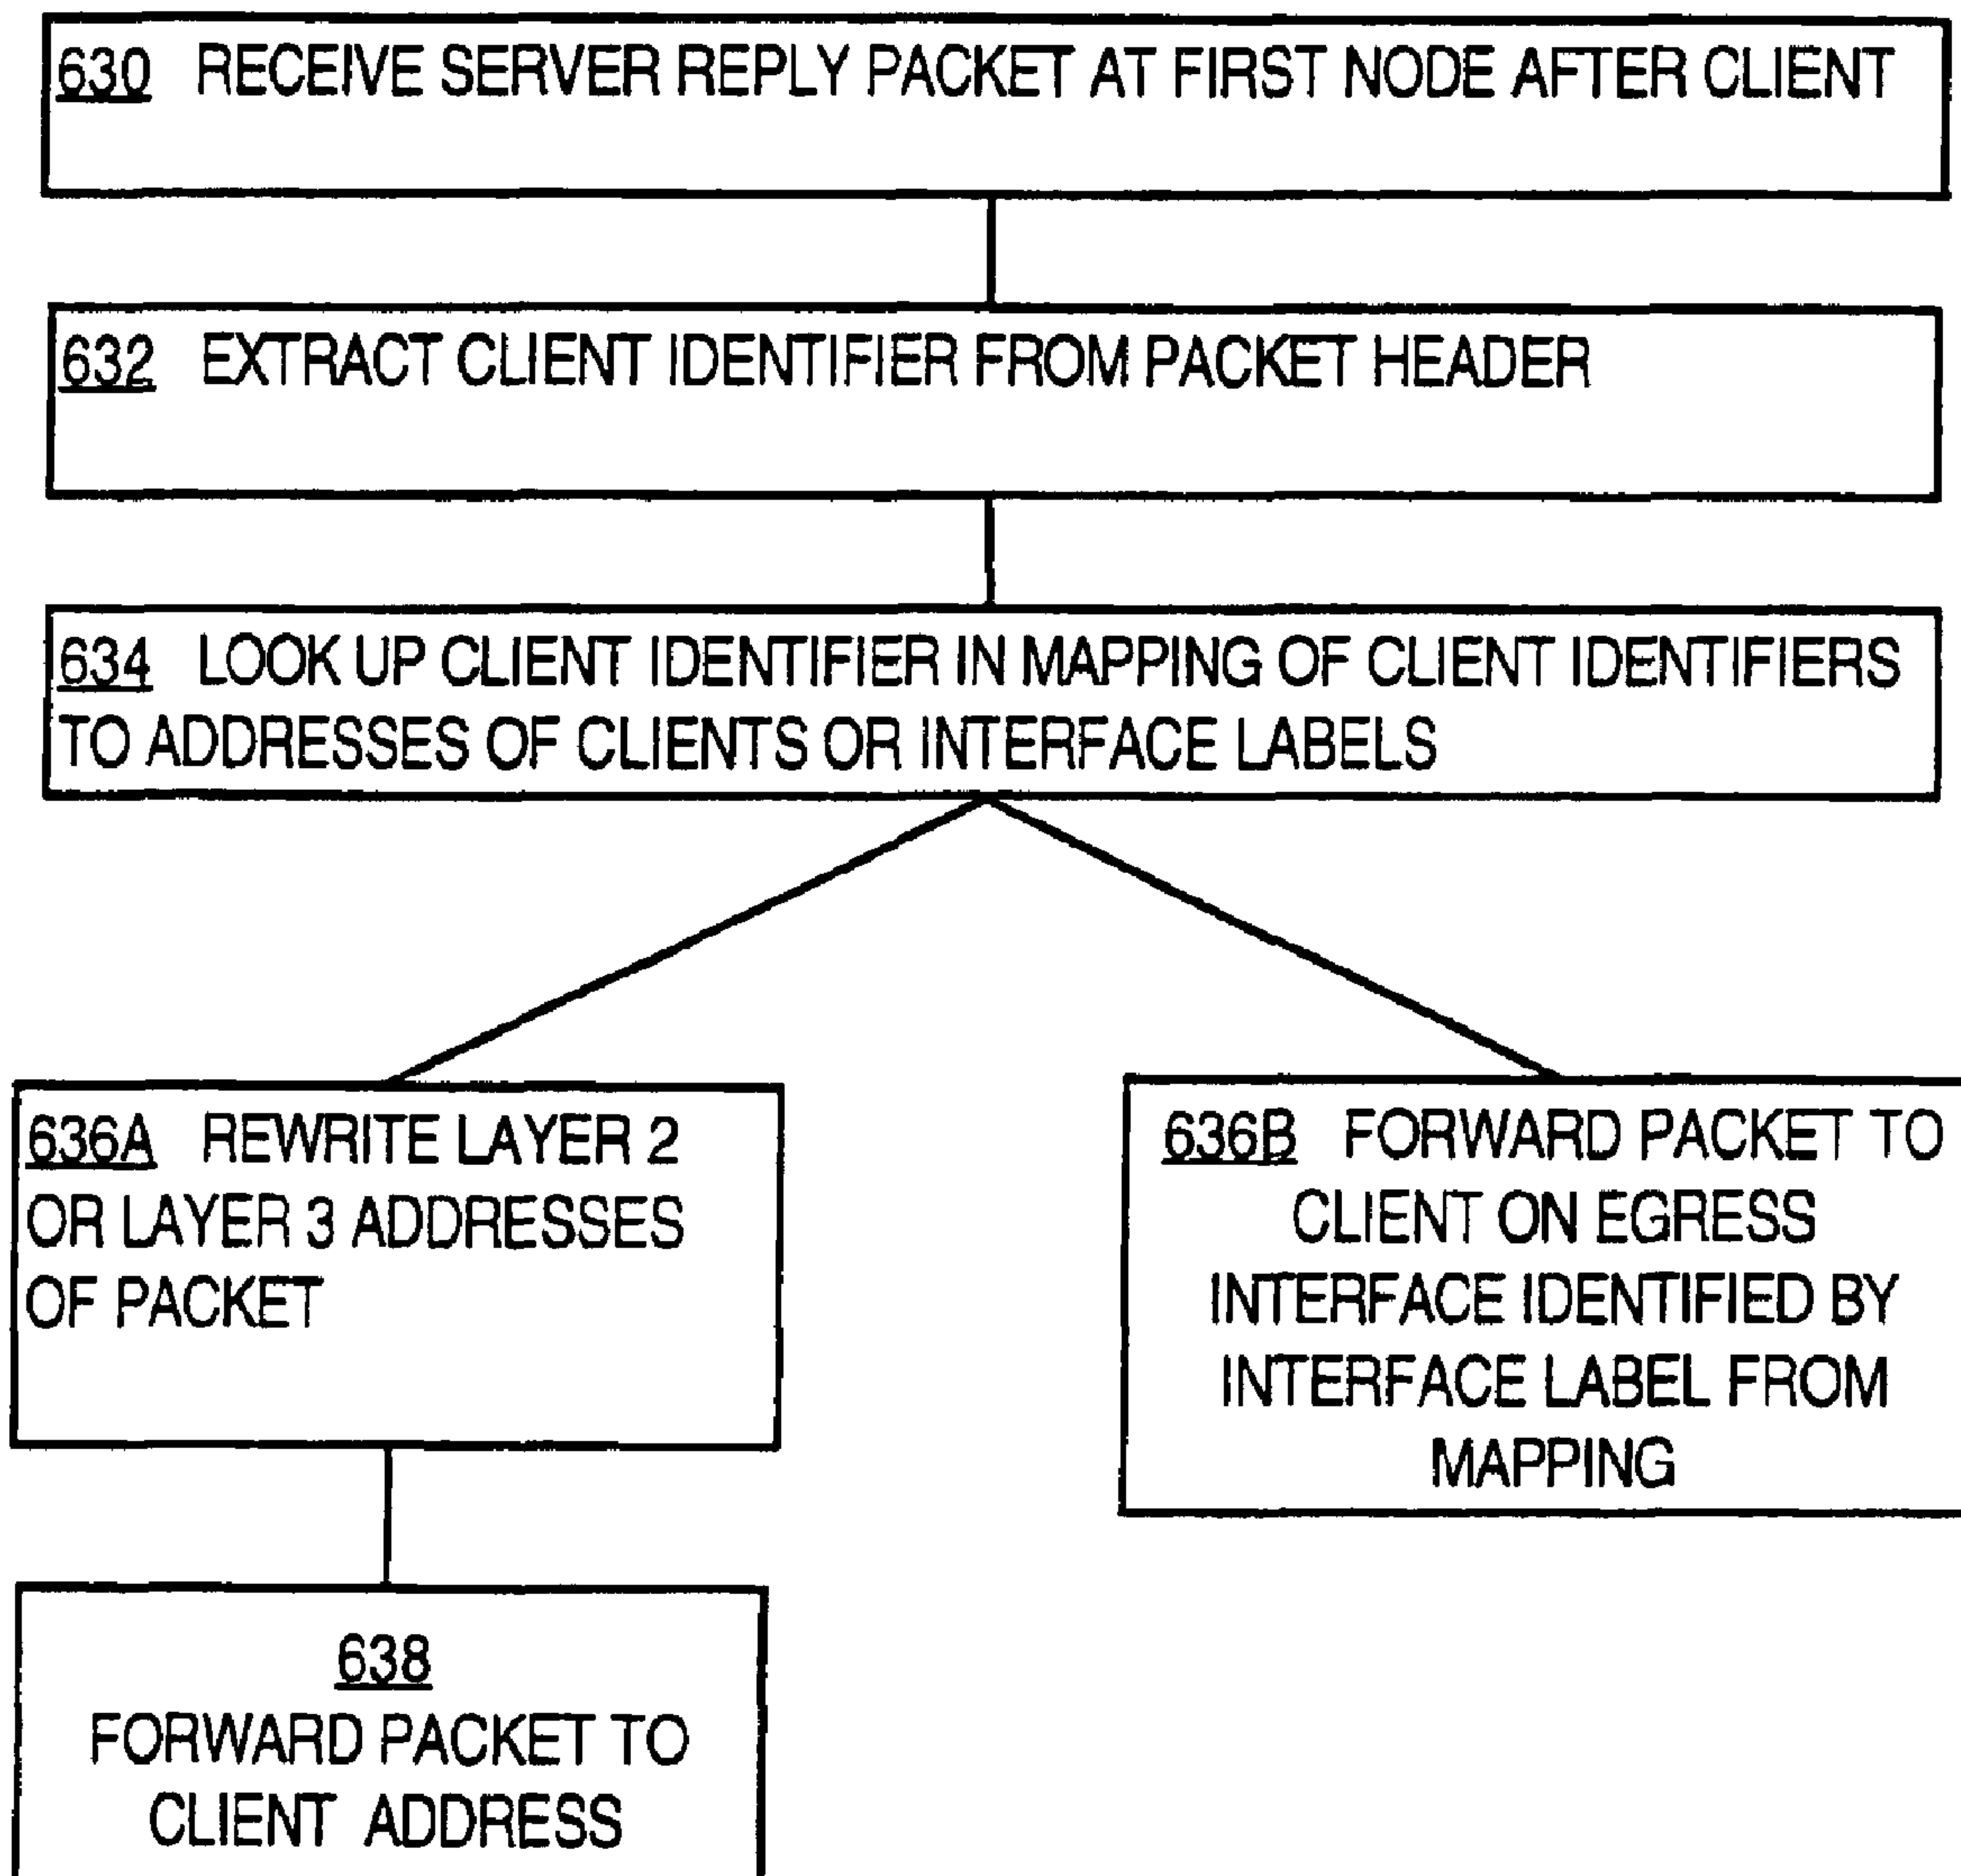 630 RECEIVE SERVER REPLY PACKET AT FIRST NODE AFTER CLIENT
632 EXTRACT CLIENT IDENTIFIER FROM PACKET HEADER
634 LOOK UP CLIENT IDENTIFIER IN MAPPING OF CLIENT IDENTIFIERS
TO ADDRESSES OF CLIENTS OR INTERFACE LABELS
636A REWRITE LAYER 2
OR LAYER 3 ADDRESSES
OF PACKET
636B FORWARD PACKET TO
CLIENT ON EGRESS
INTERFACE IDENTIFIED BY
INTERFACE LABEL FROM
MAPPING
638
FORWARD PACKET TO
CLIENT ADDRESS